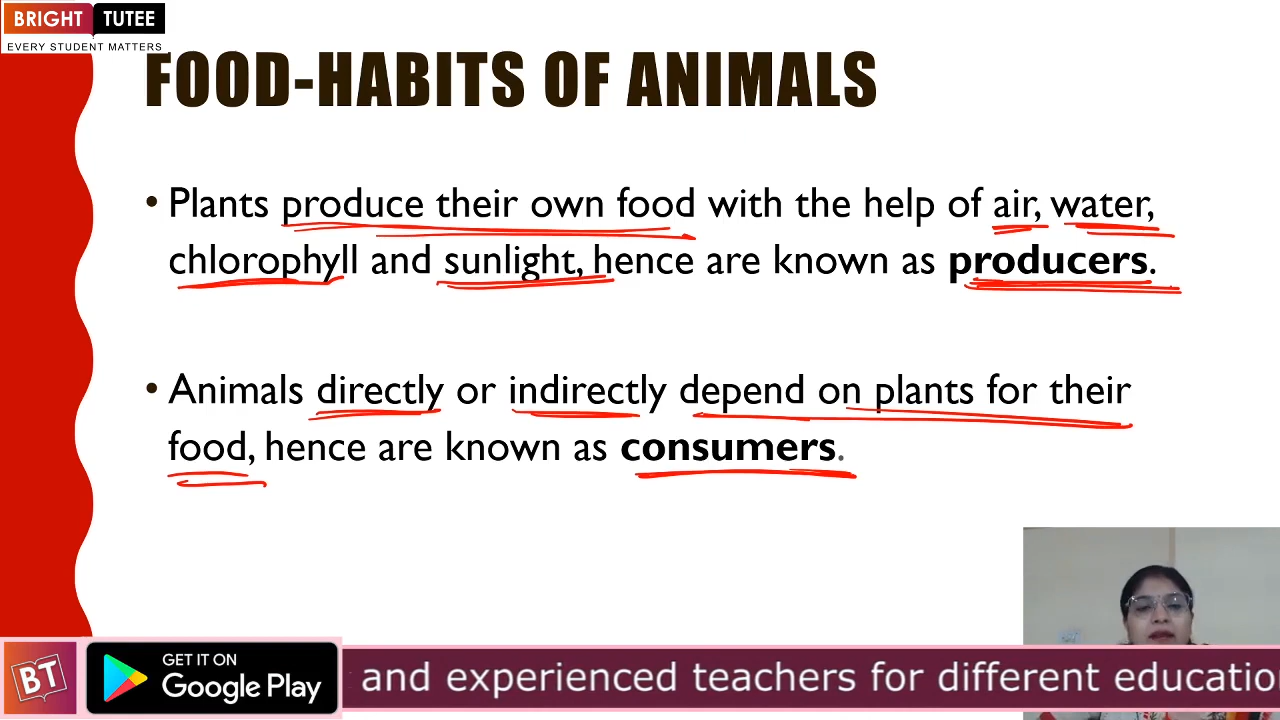 BRIGHT TUTEE
EVERY STUDENT MATTERS
FOOD-HABITS OF ANIMALS
• Plants produce their own food with the help of air, water,
chlorophyll and sunlight, hence are known as producers.
• Animals directly or indirectly depend on plants for their
food, hence are known as consumers.
BT
GET IT ON
Google Play
and experienced teachers for different educatio